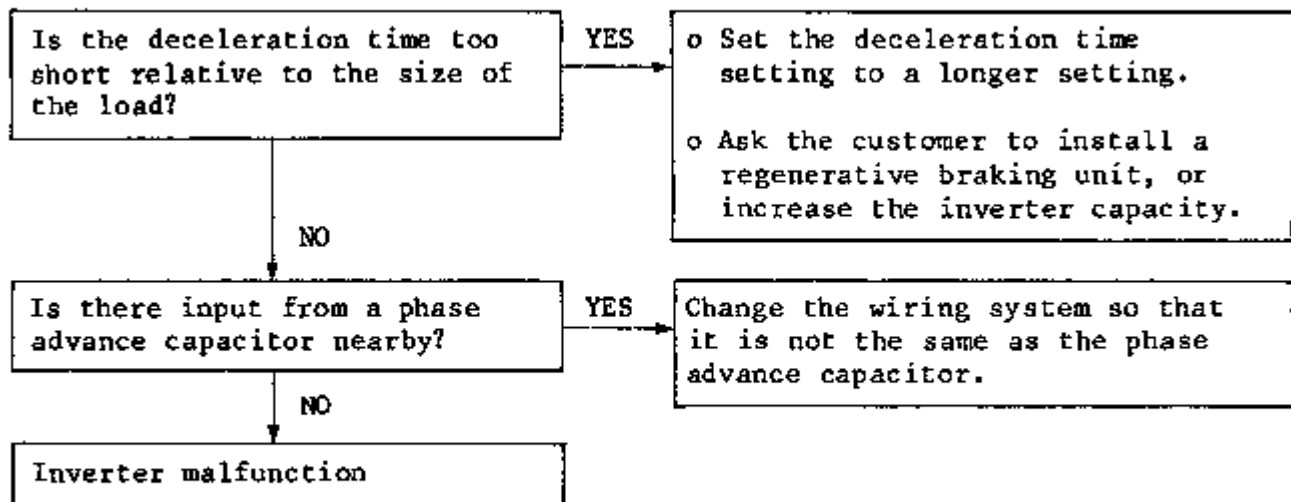 Is the deceleration time too
short relative to the size of
the load?
YES
o Set the deceleration time
setting to a longer setting.
o Ask the customer to install a
regenerative braking unit, or
increase the inverter capacity.
NO
Is there input from a phase
advance capacitor nearby?
YES
Change the wiring system so that
it is not the same as the phase
advance capacitor.
NO
Inverter malfunction